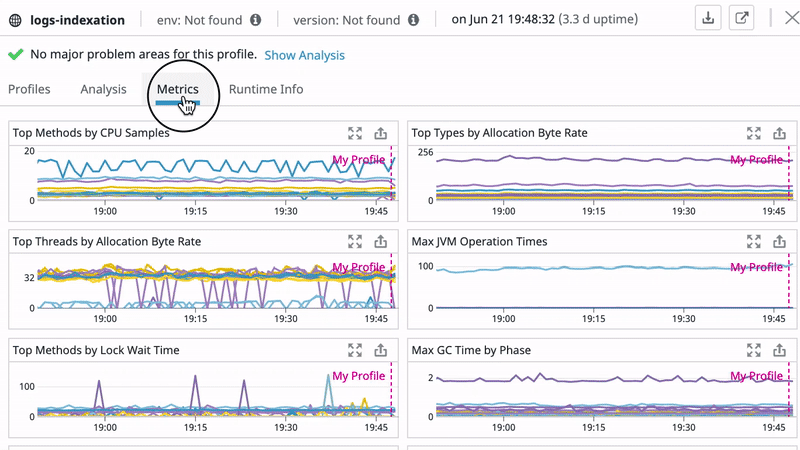 logs-indexation env: Not found version: Not found on Jun 21 19:48:32 (3.3 d uptime)
No major problem areas for this profile. Show Analysis
Profiles Analysis Metrics Runtime Info
Top Methods by CPU Samples
20
My Profile
0
19:00 19:15 19:30 19:45
Top Types by Allocation Byte Rate
256
My Profile
0
19:00 19:15 19:30 19:45
Top Threads by Allocation Byte Rate
My Profile
32
0
19:00 19:15 19:30 19:45
Max JVM Operation Times
100
My Profile
0
19:00 19:15 19:30 19:45
Top Methods by Lock Wait Time
My Profile
100
0
19:00 19:15 19:30 19:45
Max GC Time by Phase
2
My Profile
0
19:00 19:15 19:30 19:45